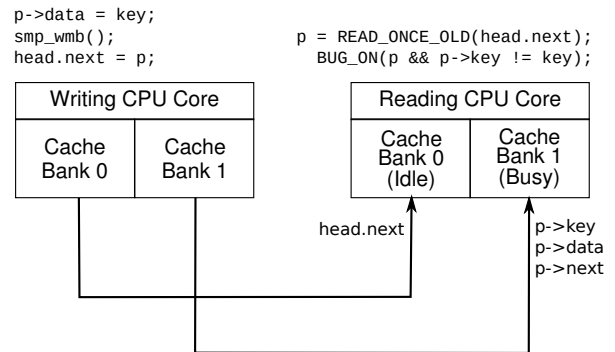 p->data = key;
smp_wmb();
head.next = p;
p = READ_ONCE_OLD(head.next);
BUG_ON(p && p->key != key);
Writing CPU Core
Cache
Bank 0
Cache
Bank 1
Reading CPU Core
Cache
Bank 0
(Idle)
Cache
Bank 1
(Busy)
head.next
p->key
p->data
p->next